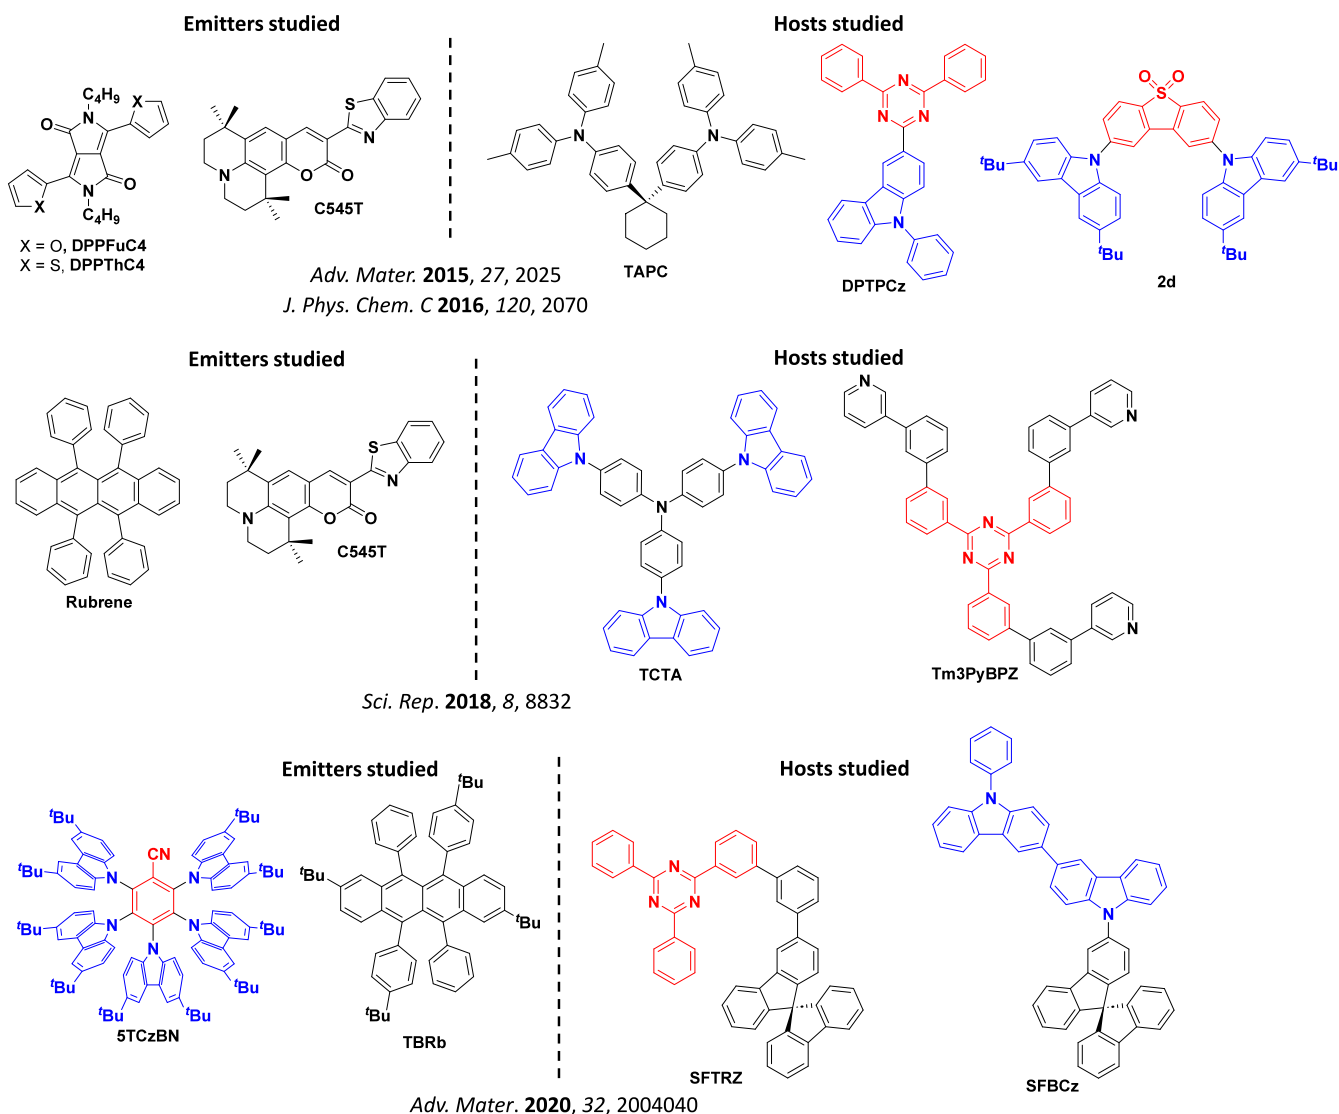 Emitters studied
Hosts studied
C₄H₉
N
X
O
O
N
X
C₄H₉
X = O, DPPFuC4
X = S, DPPThC4
S
N
N
O
O
C545T
N
N
TAPC
N
N
N
N
DPTPCz
O
O
S
N
N
ᵗBu
ᵗBu
ᵗBu
ᵗBu
2d
Adv. Mater. 2015, 27, 2025
J. Phys. Chem. C 2016, 120, 2070
Emitters studied
Hosts studied
Rubrene
S
N
N
O
O
C545T
N
N
N
N
TCTA
N
N
N
N
N
N
Tm3PyBPZ
Sci. Rep. 2018, 8, 8832
Emitters studied
Hosts studied
ᵗBu
ᵗBu
CN
ᵗBu
ᵗBu
N
N
ᵗBu
ᵗBu
N
N
N
ᵗBu
ᵗBu
ᵗBu
ᵗBu
5TCzBN
ᵗBu
ᵗBu
ᵗBu
ᵗBu
TBRb
N
N
N
SFTRZ
N
N
SFBCz
Adv. Mater. 2020, 32, 2004040